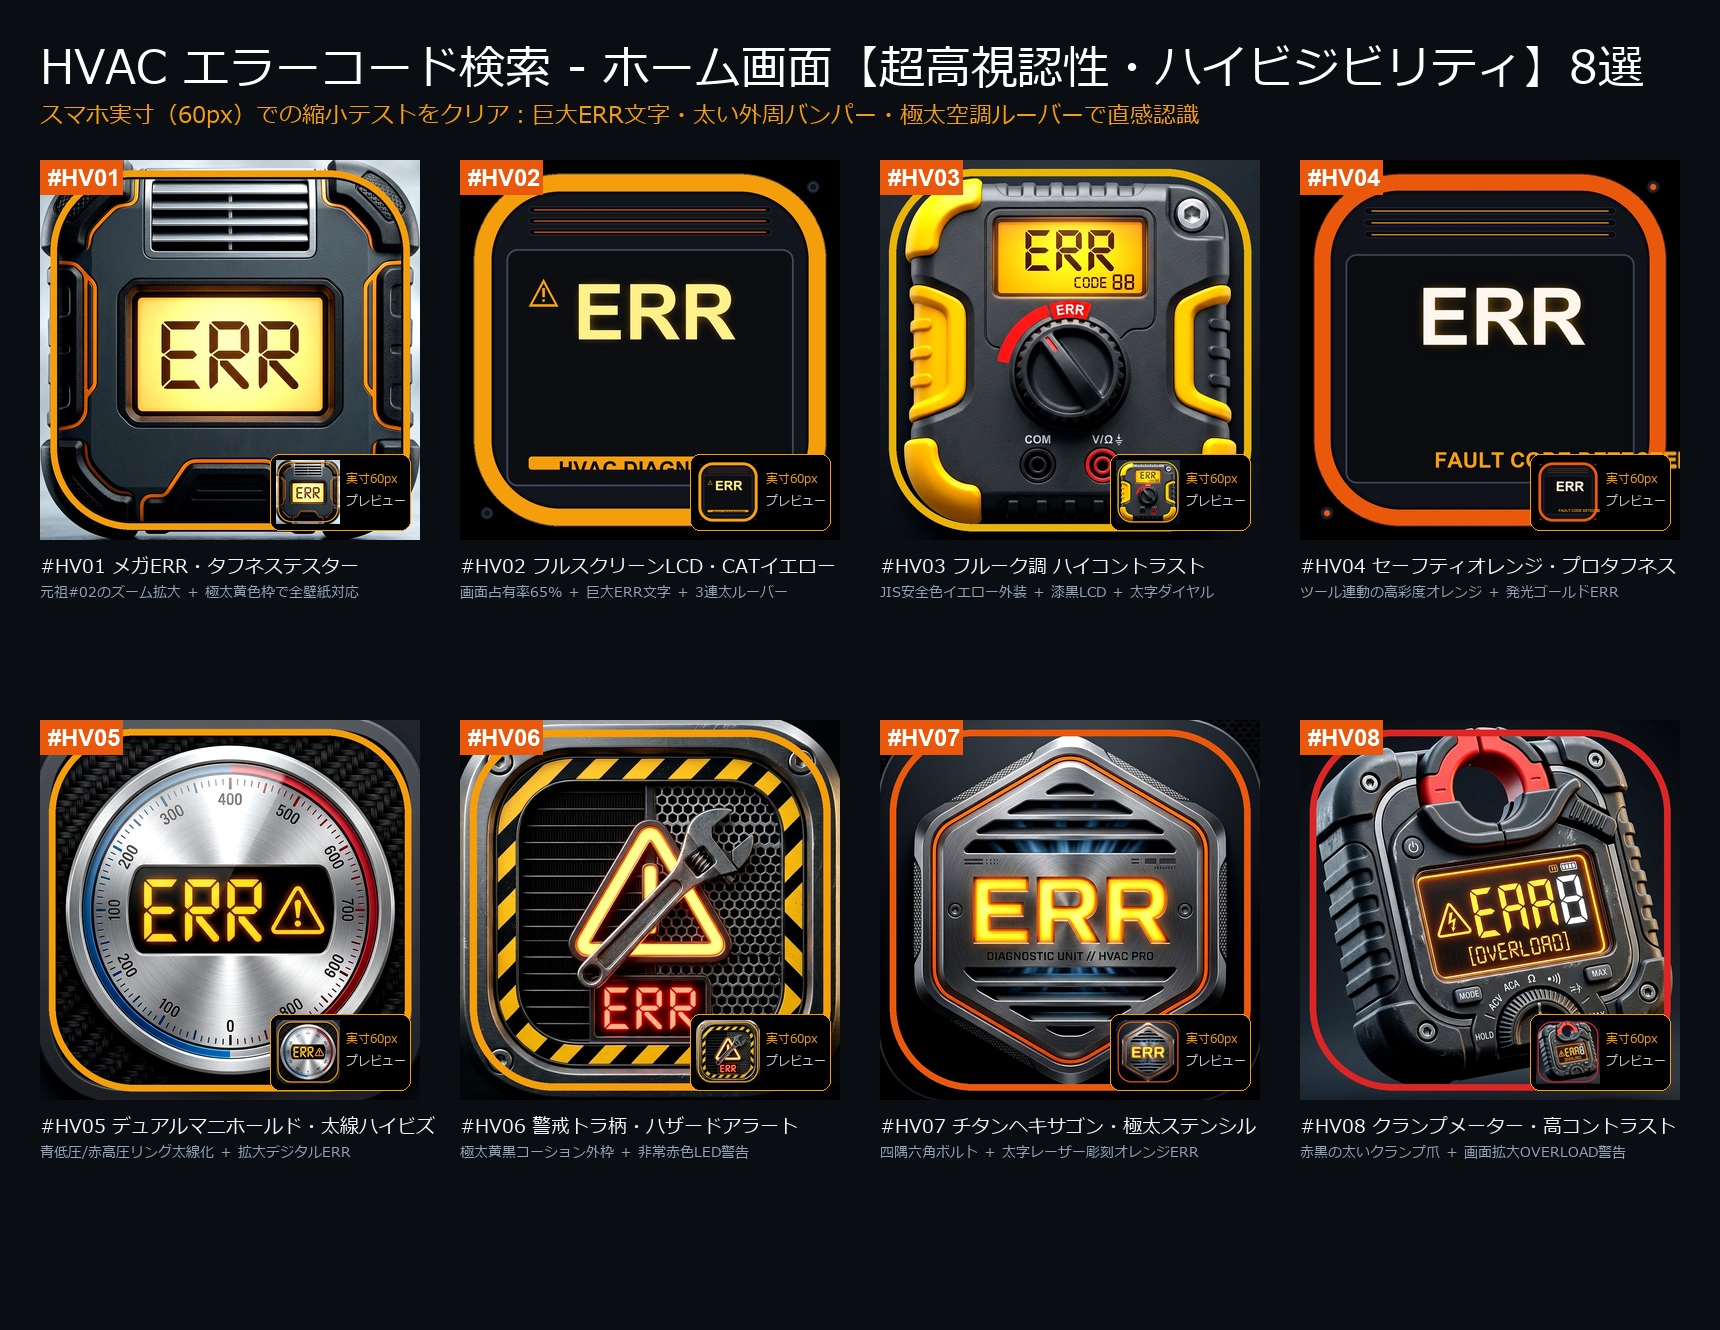 HVAC エラーコード検索 - ホーム画面【超高視認性・ハイビジビリティ】8選
スマホ実寸（60px）での縮小テストをクリア：巨大ERR文字・太い外周バンパー・極太空調ルーバーで直感認識
#HV01
ERR
ERR
実寸60px
プレビュー
#HV01 メガERR・タフネステスター
元祖#02のズーム拡大 ＋ 極太黄色枠で全壁紙対応
#HV02
ERR
HVAC DIAGN
ERR
実寸60px
プレビュー
#HV02 フルスクリーンLCD・CATイエロー
画面占有率65% ＋ 巨大ERR文字 ＋ 3連太ルーバー
#HV03
ERR
CODE 88
ERR
COM V/Ω
ERR
実寸60px
プレビュー
#HV03 フルーク調 ハイコントラスト
JIS安全色イエロー外装 ＋ 漆黒LCD ＋ 太字ダイヤル
#HV04
ERR
FAULT CODE DETECTED
ERR
実寸60px
プレビュー
#HV04 セーフティオレンジ・プロタフネス
ツール連動の高彩度オレンジ ＋ 発光ゴールドERR
#HV05
400
300 500
200 600
ERR
100 700
200 600
100 800
0
ERR
実寸60px
プレビュー
#HV05 デュアルマニホールド・太線ハイビズ
青低圧/赤高圧リング太線化 ＋ 拡大デジタルERR
#HV06
ERR
ERR
実寸60px
プレビュー
#HV06 警戒トラ柄・ハザードアラート
極太黄黒コーション外枠 ＋ 非常赤色LED警告
#HV07
ERR
DIAGNOSTIC UNIT // HVAC PRO
ERR
実寸60px
プレビュー
#HV07 チタンヘキサゴン・極太ステンシル
四隅六角ボルト ＋ 太字レーザー彫刻オレンジERR
#HV08
EAA8
[OVERLOAD]
MODE ACV ACA Ω MAX
HOLD
EAA8
実寸60px
プレビュー
#HV08 クランプメーター・高コントラスト
赤黒の太いクランプ爪 ＋ 画面拡大OVERLOAD警告